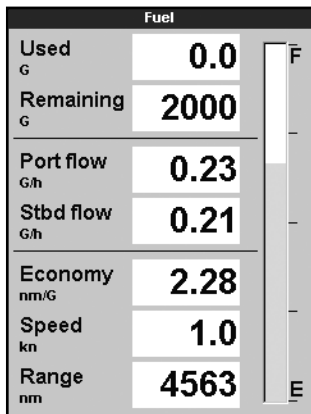 Fuel
Used 0.0 F
G
Remaining 2000
G
Port flow 0.23
G/h
Stbd flow 0.21
G/h
Economy 2.28
nm/G
Speed 1.0
kn
Range 4563
nm E